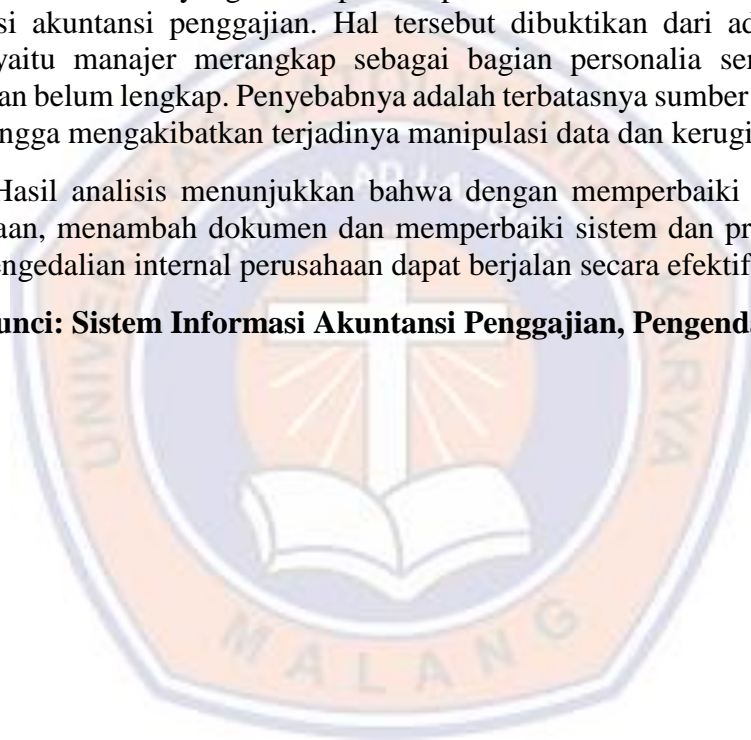 si akuntansi penggajian. Hal tersebut dibuktikan dari ad
yaitu manajer merangkap sebagai bagian personalia ser
an belum lengkap. Penyebabnya adalah terbatasnya sumber
ngga mengakibatkan terjadinya manipulasi data dan kerugi
Hasil analisis menunjukkan bahwa dengan memperbaiki
aan, menambah dokumen dan memperbaiki sistem dan pr
engedalian internal perusahaan dapat berjalan secara efektif
unci: Sistem Informasi Akuntansi Penggajian, Pengenda
MALANG